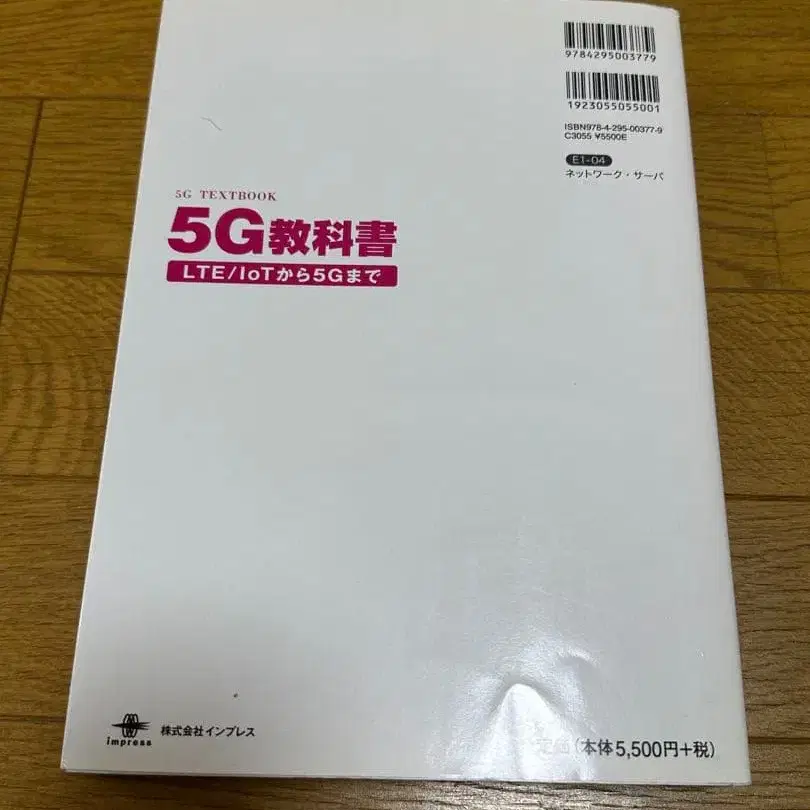 9784295003779
1923055055001
ISBN978-4-295-00377-9
C3055 ¥5500E
E1-04
ネットワーク・サーバ
5G TEXTBOOK
5G教科書
LTE/IoTから5Gまで
impress
株式会社インプレス
定価(本体5,500円+税)